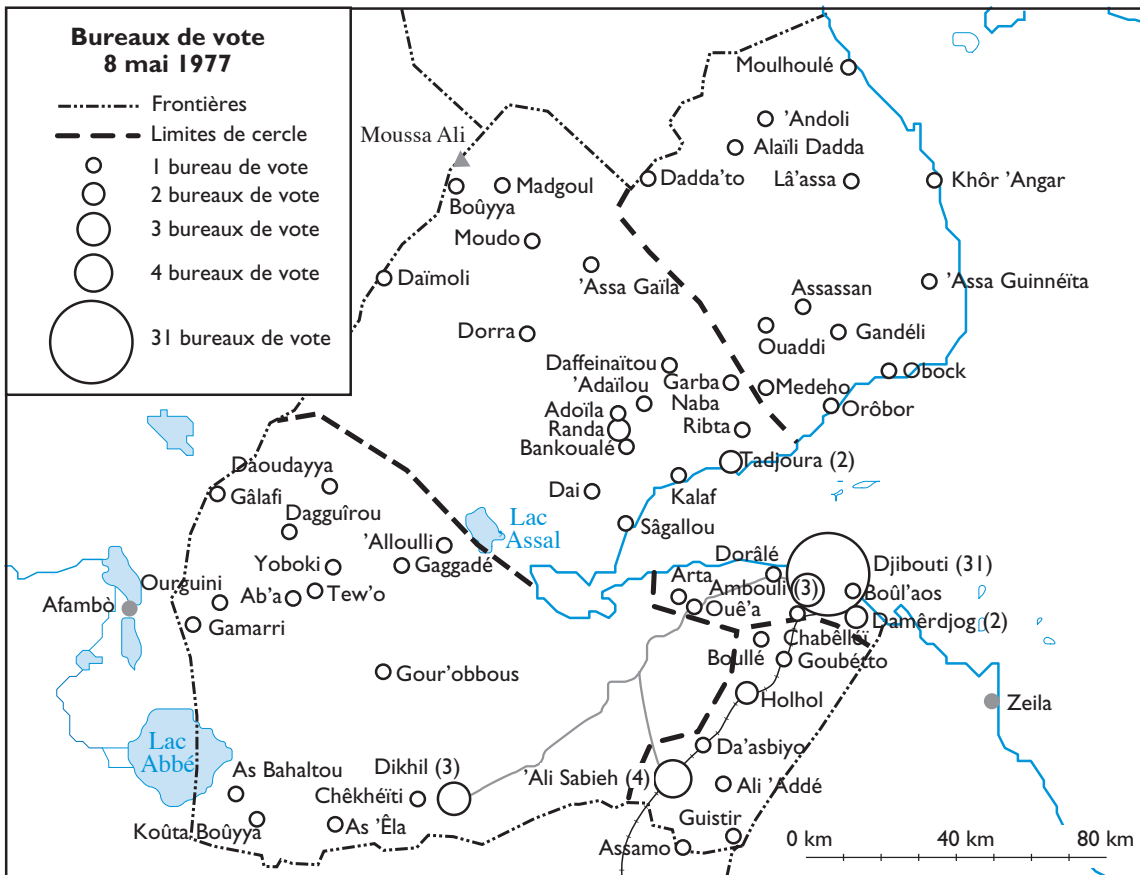 Bureaux de vote
8 mai 1977
Frontières
Limites de cercle
1 bureau de vote
2 bureaux de vote
3 bureaux de vote
4 bureaux de vote
31 bureaux de vote
Moulhoulé
’Andoli
Moussa Ali
Alaïli Dadda
Dadda’to
Lâ’assa
Khôr ’Angar
Madgoul
Boûyya
Moudo
Daïmoli
’Assa Gaïla
’Assa Guinnéïta
Assassan
Dorra
Ouaddi
Gandéli
Daffeinaïtou
’Adaïlou
Garba
Naba
Medeho
Obock
Adoïla
Orôbor
Randa
Ribta
Bankoualé
Tadjoura (2)
Daoudayya
Gâlafi
Dai
Kalaf
Dagguîrou
Lac
’Assal
Sâgallou
’Alloulli
Yoboki
Gaggadé
Dorâlé
Djibouti (31)
Ourguini
Arta
Ambouli (3)
Boûl’aos
Afambò
Ab’a
Tew’o
Ouê’a
Damêrdjog (2)
Gamarri
Chabêlléï
Boullé
Goubétto
Gour’obbous
Holhol
Zeila
Lac
Abbé
Da’asbiyo
As Bahaltou
Dikhil (3)
’Ali Sabieh (4)
Ali ’Addé
Chêkhéïti
Koûta Boûyya
As ’Êla
Guistir
Assamo
0 km
40 km
80 km